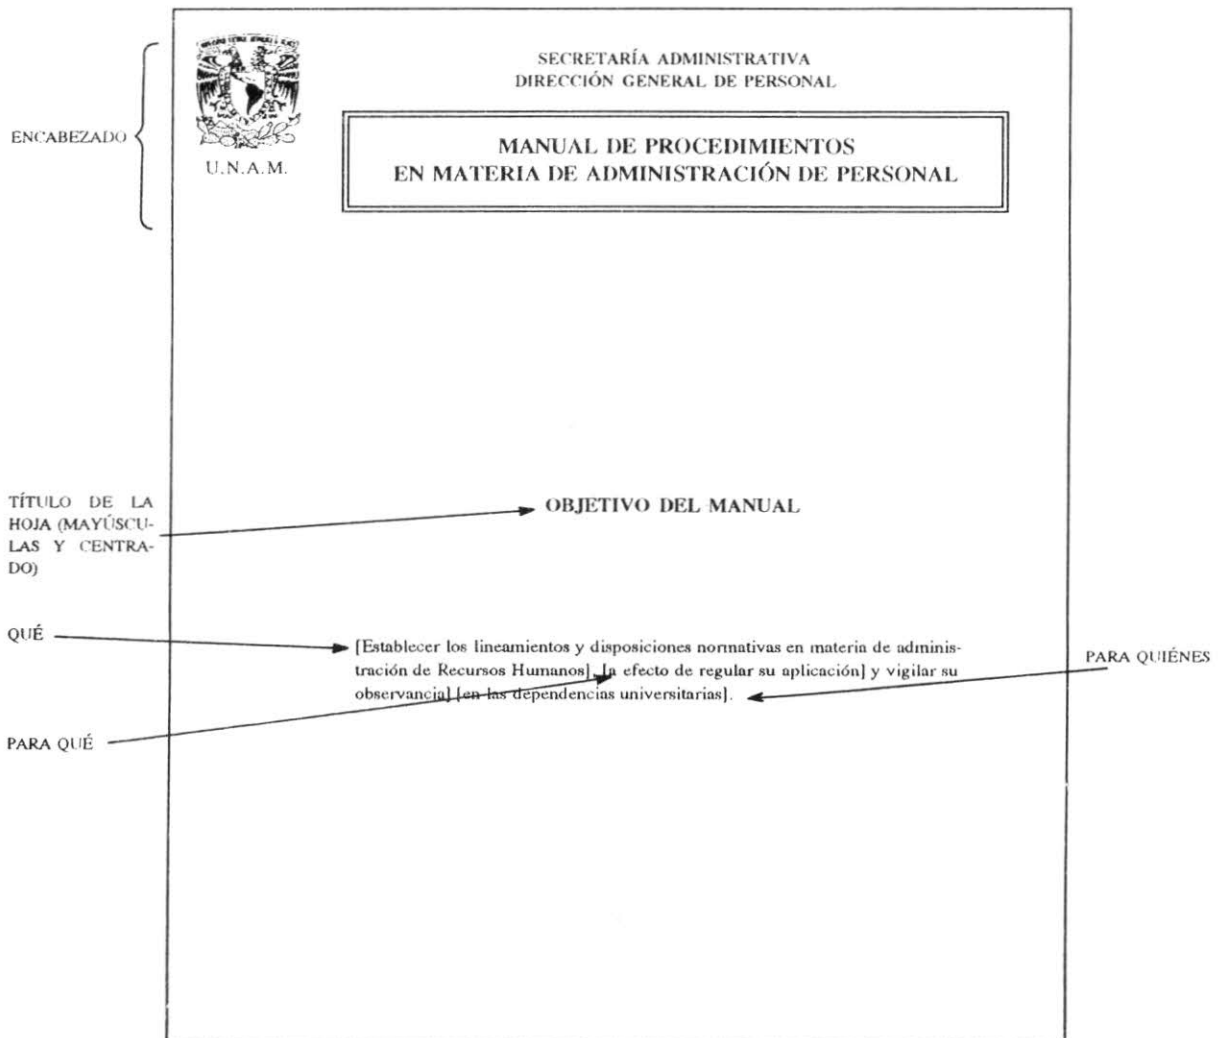 SECRETARÍA ADMINISTRATIVA
DIRECCIÓN GENERAL DE PERSONAL
ENCABEZADO
MANUAL DE PROCEDIMIENTOS
EN MATERIA DE ADMINISTRACIÓN DE PERSONAL
U.N.A.M.
TÍTULO DE LA
HOJA (MAYÚSCU-
LAS Y CENTRA-
DO)
OBJETIVO DEL MANUAL
QUÉ
[Establecer los lineamientos y disposiciones normativas en materia de adminis-
tración de Recursos Humanos], [a efecto de regular su aplicación] y vigilar su
observancia] [en las dependencias universitarias].
PARA QUIÉNES
PARA QUÉ